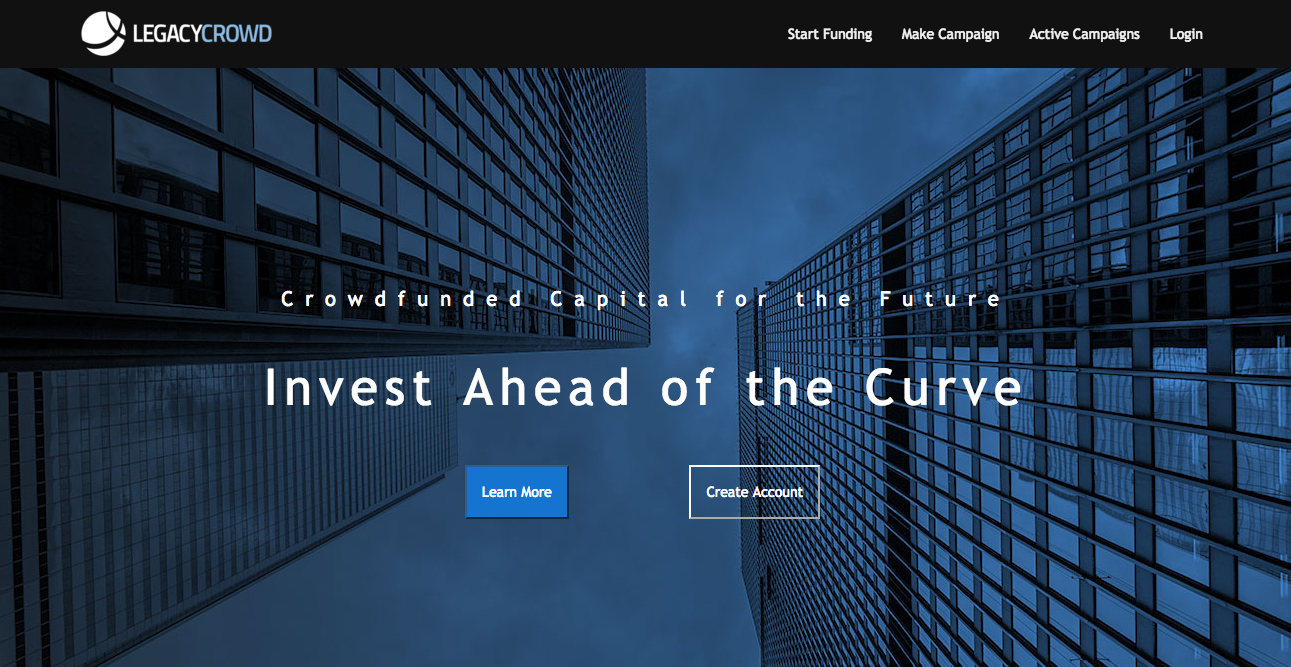 LEGACYCROWD
Start Funding Make Campaign Active Campaigns Login
Crowdfunded Capital for the Future
Invest Ahead of the Curve
Learn More Create Account